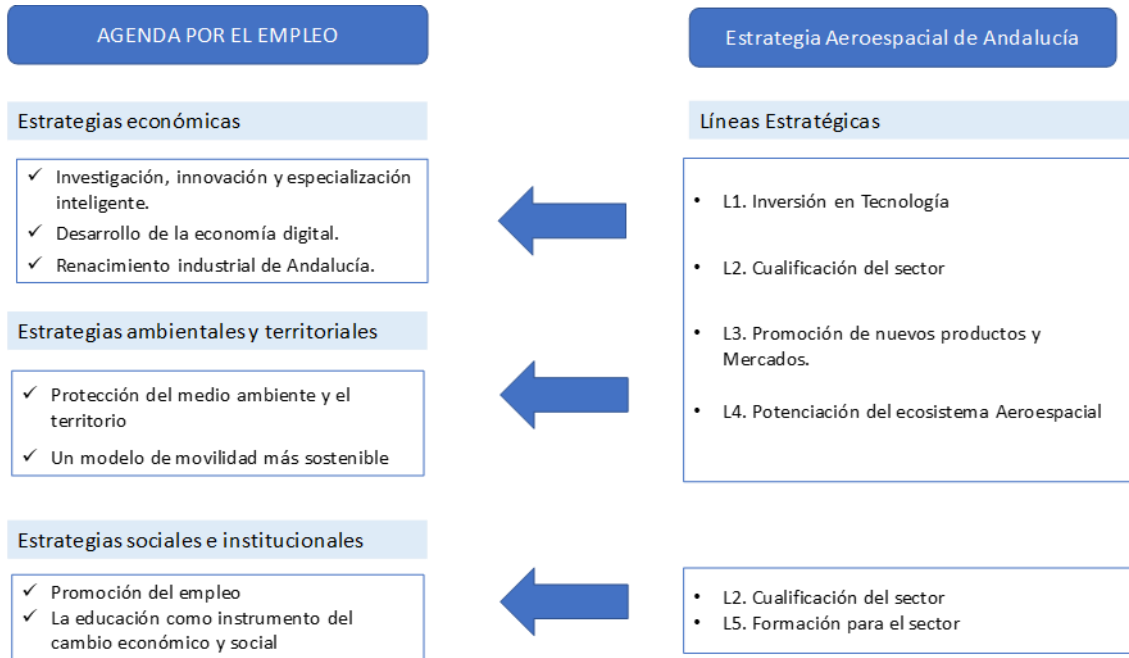 AGENDA POR EL EMPLEO
Estrategias económicas
✓ Investigación, innovación y especialización
inteligente.
✓ Desarrollo de la economía digital.
✓ Renacimiento industrial de Andalucía.
Estrategias ambientales y territoriales
✓ Protección del medio ambiente y el
territorio
✓ Un modelo de movilidad más sostenible
Estrategias sociales e institucionales
✓ Promoción del empleo
✓ La educación como instrumento del
cambio económico y social
Estrategia Aeroespacial de Andalucía
Líneas Estratégicas
• L1. Inversión en Tecnología
• L2. Cualificación del sector
• L3. Promoción de nuevos productos y
Mercados.
• L4. Potenciación del ecosistema Aeroespacial
• L2. Cualificación del sector
• L5. Formación para el sector